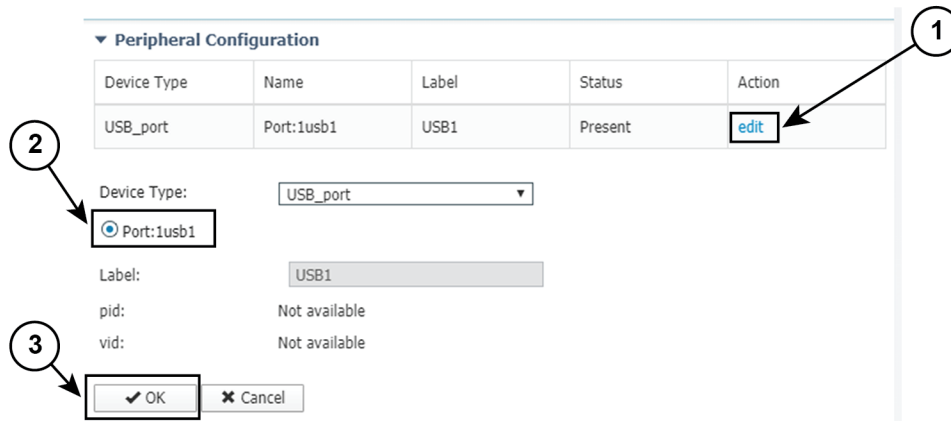 1
▼ Peripheral Configuration
Device Type Name Label Status Action
USB_port Port:1usb1 USB1 Present edit
2
Device Type: USB_port
Port:1usb1
Label: USB1
pid: Not available
vid: Not available
3
✔ OK ✖ Cancel